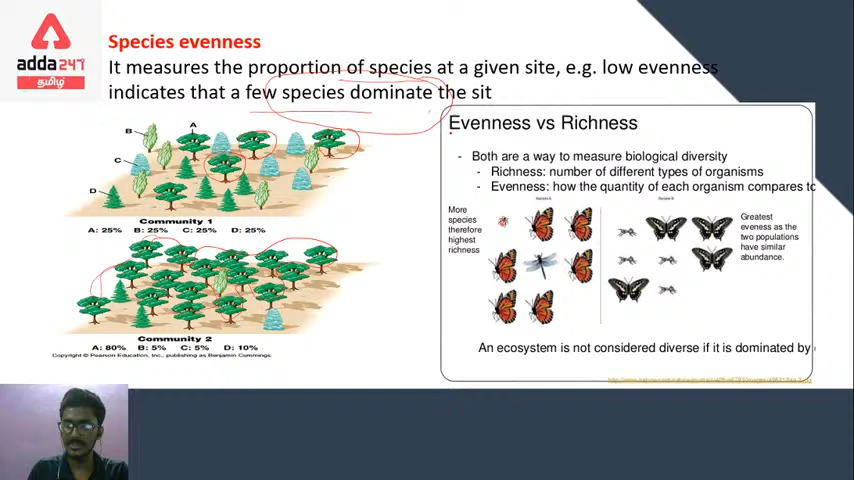 adda247
தமிழ்
Species evenness
It measures the proportion of species at a given site, e.g. low evenness
indicates that a few species dominate the sit
A
B
C
D
Community 1
A: 25% B: 25% C: 25% D: 25%
Community 2
A: 80% B: 5% C: 5% D: 10%
Copyright © Pearson Education, Inc., publishing as Benjamin Cummings.
Evenness vs Richness
- Both are a way to measure biological diversity
- Richness: number of different types of organisms
- Evenness: how the quantity of each organism compares to
More
species
therefore
highest
richness
Greatest
eveness as the
two populations
have similar
abundance.
An ecosystem is not considered diverse if it is dominated by